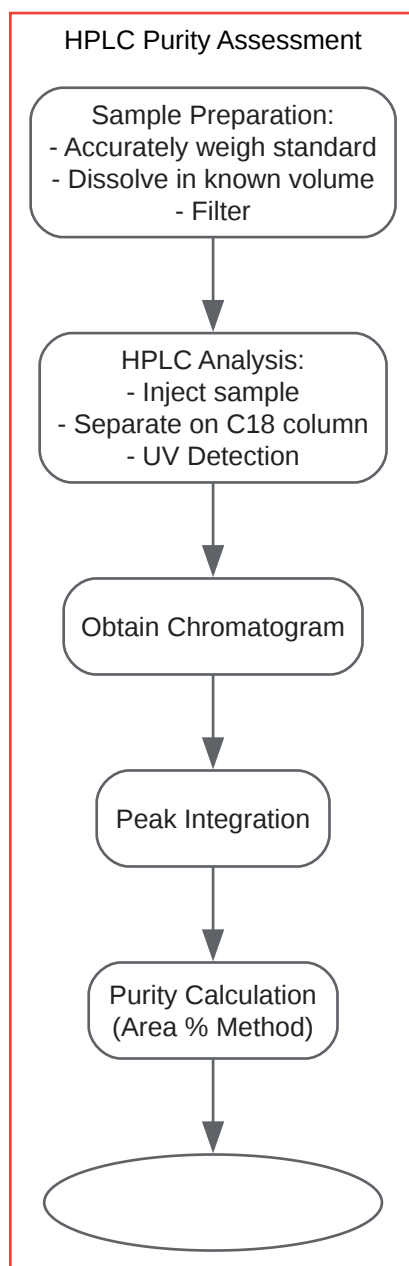 HPLC Purity Assessment
Sample Preparation:
- Accurately weigh standard
- Dissolve in known volume
- Filter
HPLC Analysis:
- Inject sample
- Separate on C18 column
- UV Detection
Obtain Chromatogram
Peak Integration
Purity Calculation
(Area % Method)